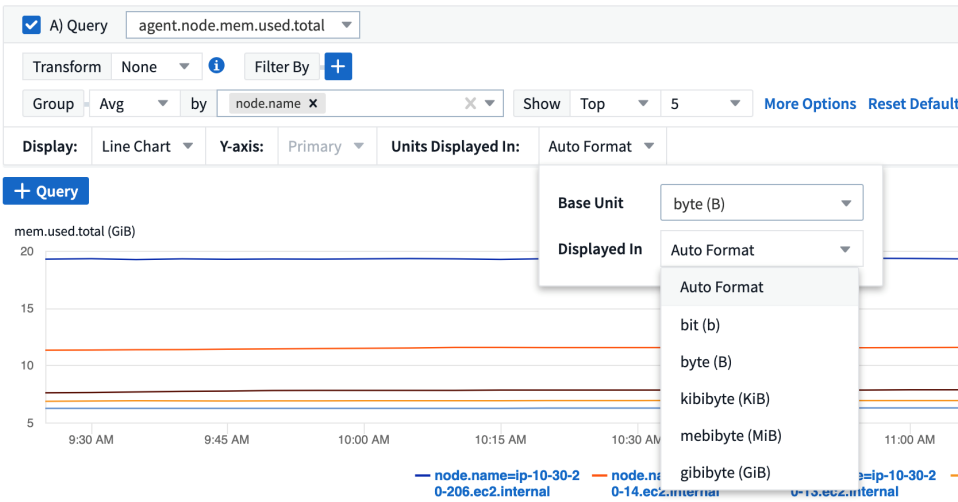 A) Query agent.node.mem.used.total
Transform None i Filter By +
Group Avg by node.name × × Show Top 5 More Options Reset Default
Display: Line Chart Y-axis: Primary Units Displayed In: Auto Format
+ Query
Base Unit byte (B)
Displayed In Auto Format
Auto Format
bit (b)
byte (B)
kibibyte (KiB)
mebibyte (MiB)
gibibyte (GiB)
mem.used.total (GiB)
20
15
10
5
9:30 AM 9:45 AM 10:00 AM 10:15 AM 10:30 AM 11:00 AM
node.name=ip-10-30-2
0-206.ec2.internal
node.na
0-14.ec2.internal
=ip-10-30-2
0-13.ec2.internal